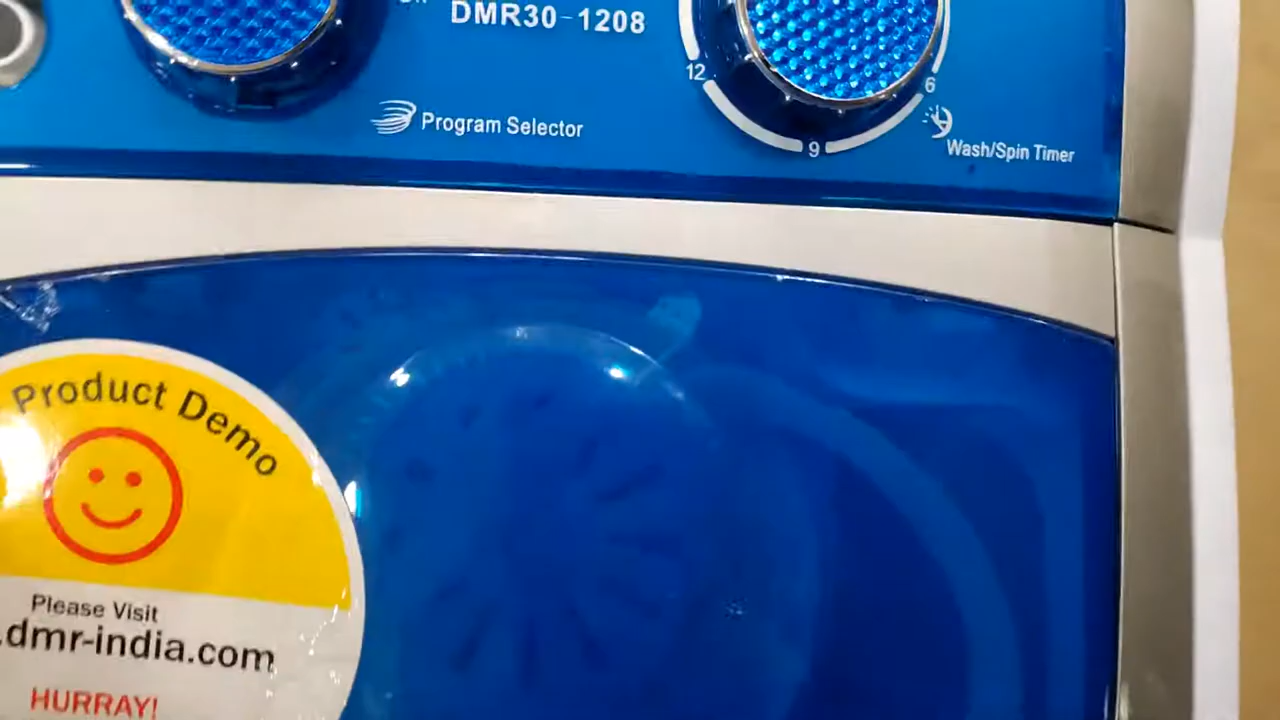 DMR30-1208
12
6
9
Program Selector
Wash/Spin Timer
Product Demo
Please Visit
.dmr-india.com
HURRAY!